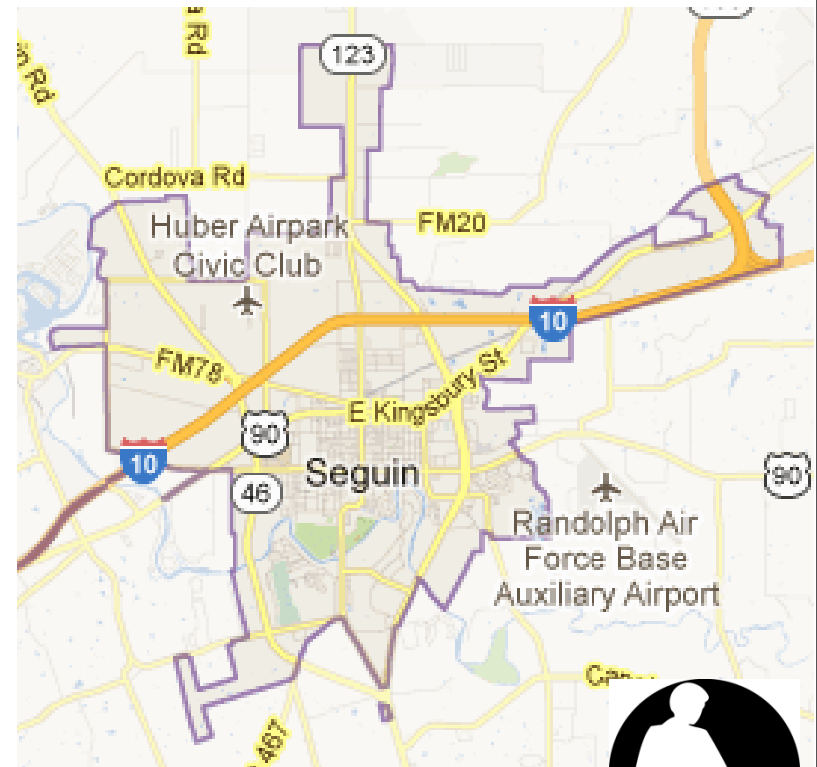 123
Cordova Rd
Huber Airpark
Civic Club
FM20
10
FM78
E Kingsbury St
90
10
Seguin
46
90
Randolph Air
Force Base
Auxiliary Airport
467
Rd
Rd